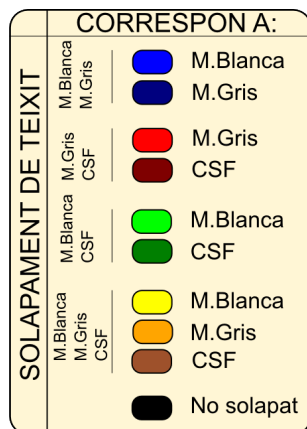 CORRESPON A:
SOLAPAMENT DE TEIXIT
M.Blanca
M.Gris
M.Blanca
M.Gris
M.Gris
CSF
M.Gris
CSF
M.Blanca
CSF
M.Blanca
CSF
M.Blanca
M.Gris
CSF
M.Blanca
M.Gris
CSF
No solapat